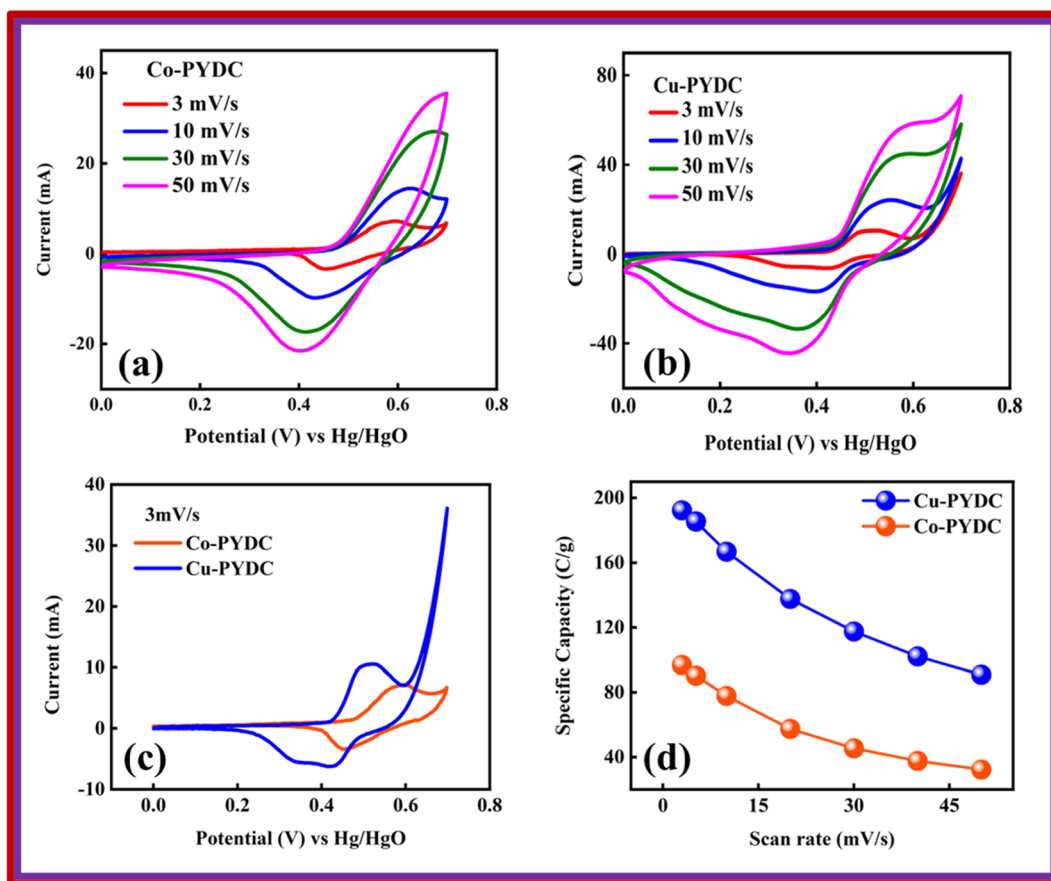 Co-PYDC
3 mV/s
10 mV/s
30 mV/s
50 mV/s
40
20
0
-20
Current (mA)
(a)
0.0 0.2 0.4 0.6 0.8
Potential (V) vs Hg/HgO
Cu-PYDC
3 mV/s
10 mV/s
30 mV/s
50 mV/s
80
40
0
-40
Current (mA)
(b)
0.0 0.2 0.4 0.6 0.8
Potential (V) vs Hg/HgO
3mV/s
Co-PYDC
Cu-PYDC
40
30
20
10
0
-10
Current (mA)
(c)
0.0 0.2 0.4 0.6 0.8
Potential (V) vs Hg/HgO
Cu-PYDC
Co-PYDC
200
160
120
80
40
Specific Capacity (C/g)
(d)
0 15 30 45
Scan rate (mV/s)